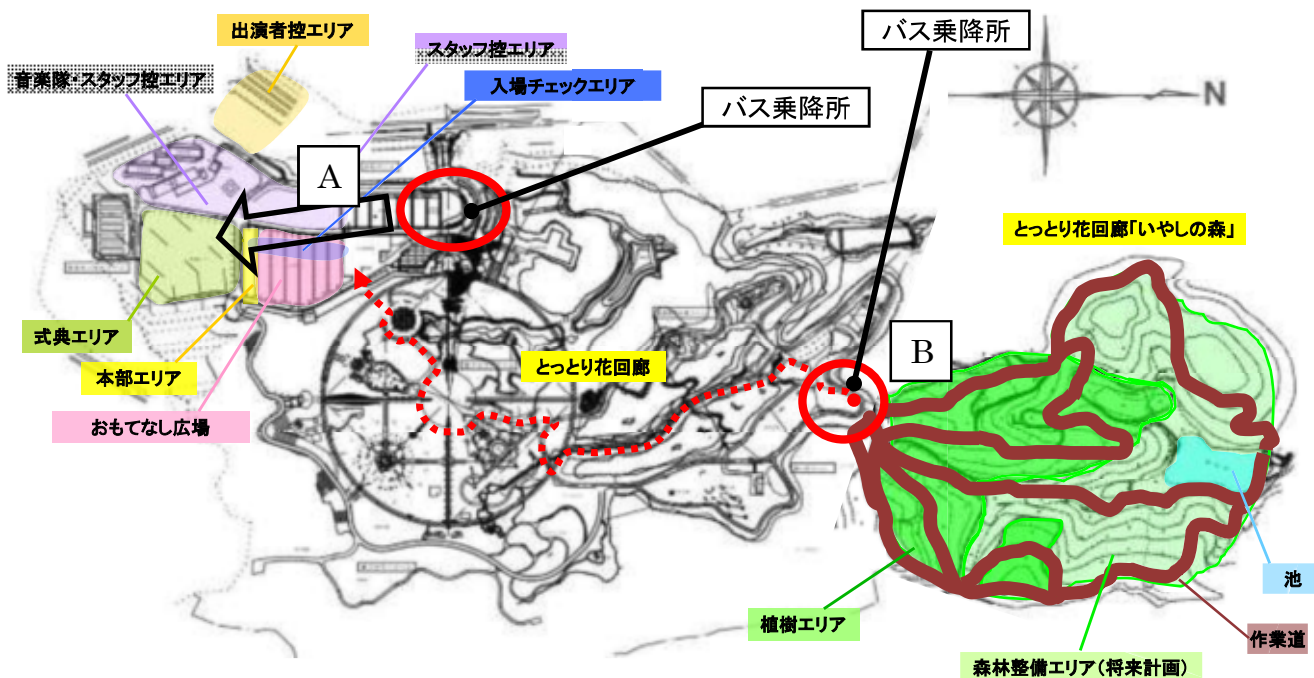 出演者控エリア
スタッフ控エリア
バス乗降所
音楽隊・スタッフ控エリア
入場チェックエリア
バス乗降所
N
A
とっとり花回廊「いやしの森」
式典エリア
B
本部エリア
とっとり花回廊
おもてなし広場
池
植樹エリア
作業道
森林整備エリア(将来計画)